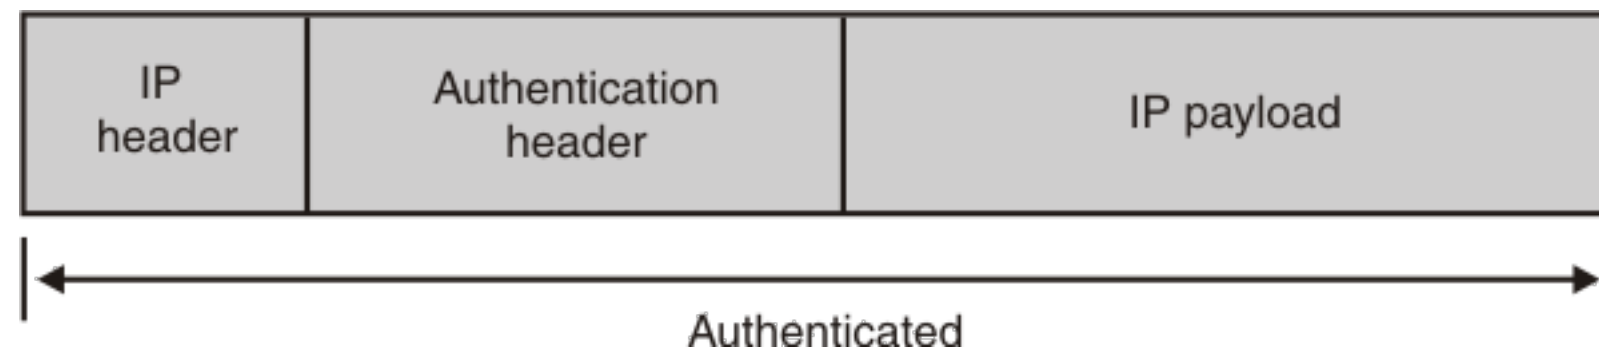 IP
header
Authentication
header
IP payload
Authenticated